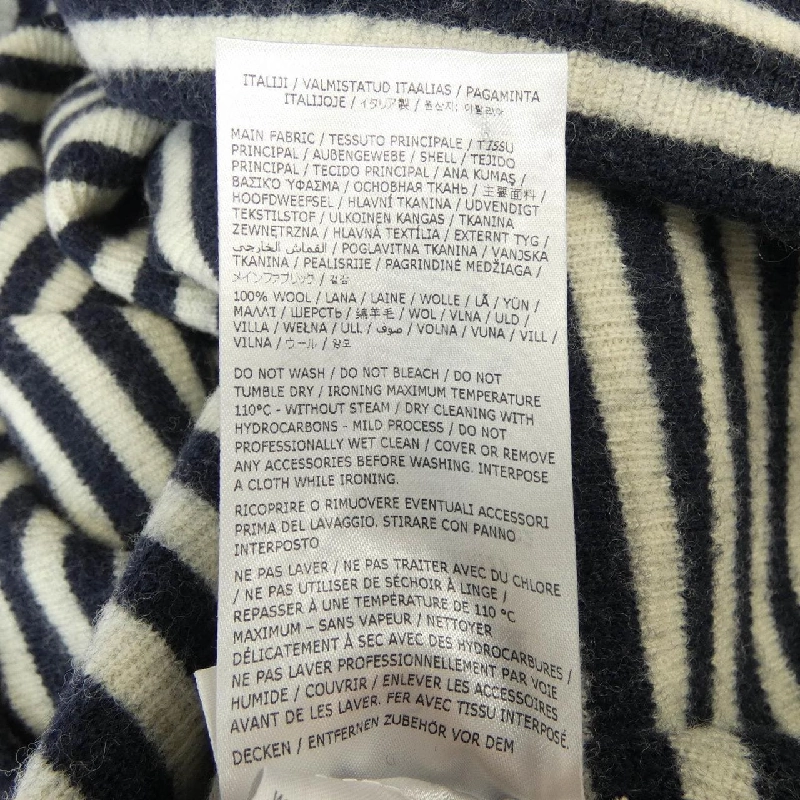 ITALIJI / VALMISTATUD ITAALIAS / PAGAMINTA
ITALIJOJE / イタリア製 / 원산지: 이탈리아
MAIN FABRIC / TESSUTO PRINCIPALE / TISSU
PRINCIPAL / AUßENGEWEBE / SHELL / TEJIDO
PRINCIPAL / TECIDO PRINCIPAL / ANA KUMAŞ /
ΒΑΣΙΚΌ ΎΦΑΣΜΑ / ОСНОВНАЯ ТКАНЬ / 主要面料 /
HOOFDWEEFSEL / HLAVNÍ TKANINA / UDVENDIGT
TEKSTILSTOF / ULKOINEN KANGAS / TKANINA
ZEWNĘTRZNA / HLAVNÁ TEXTÍLIA / EXTERNT TYG /
القماش الخارجي / POGLAVITNA TKANINA / VANJSKA
TKANINA / PEALISRIIE / PAGRINDINĖ MEDŽIAGA /
メインファブリック / 겉감
100% WOOL / LANA / LAINE / WOLLE / LÃ / YÜN /
ΜΑΛΛΊ / ШЕРСТЬ / 绵羊毛 / WOL / VLNA / ULD /
VILLA / WEŁNA / ULL / صوف / VOLNA / VUNA / VILL /
VILNA / ウール / 양모
DO NOT WASH / DO NOT BLEACH / DO NOT
TUMBLE DRY / IRONING MAXIMUM TEMPERATURE
110°C - WITHOUT STEAM / DRY CLEANING WITH
HYDROCARBONS - MILD PROCESS / DO NOT
PROFESSIONALLY WET CLEAN / COVER OR REMOVE
ANY ACCESSORIES BEFORE WASHING. INTERPOSE
A CLOTH WHILE IRONING.
RICOPRIRE O RIMUOVERE EVENTUALI ACCESSORI
PRIMA DEL LAVAGGIO. STIRARE CON PANNO
INTERPOSTO
NE PAS LAVER / NE PAS TRAITER AVEC DU CHLORE
/ NE PAS UTILISER DE SÉCHOIR À LINGE /
REPASSER À UNE TEMPÉRATURE DE 110 °C
MAXIMUM – SANS VAPEUR / NETTOYER
DÉLICATEMENT À SEC AVEC DES HYDROCARBURES /
NE PAS LAVER PROFESSIONNELLEMENT PAR VOIE
HUMIDE / COUVRIR / ENLEVER LES ACCESSOIRES
AVANT DE LES LAVER. FER AVEC TISSU INTERPOSÉ.
DECKEN / ENTFERNEN ZUBEHÖR VOR DEM